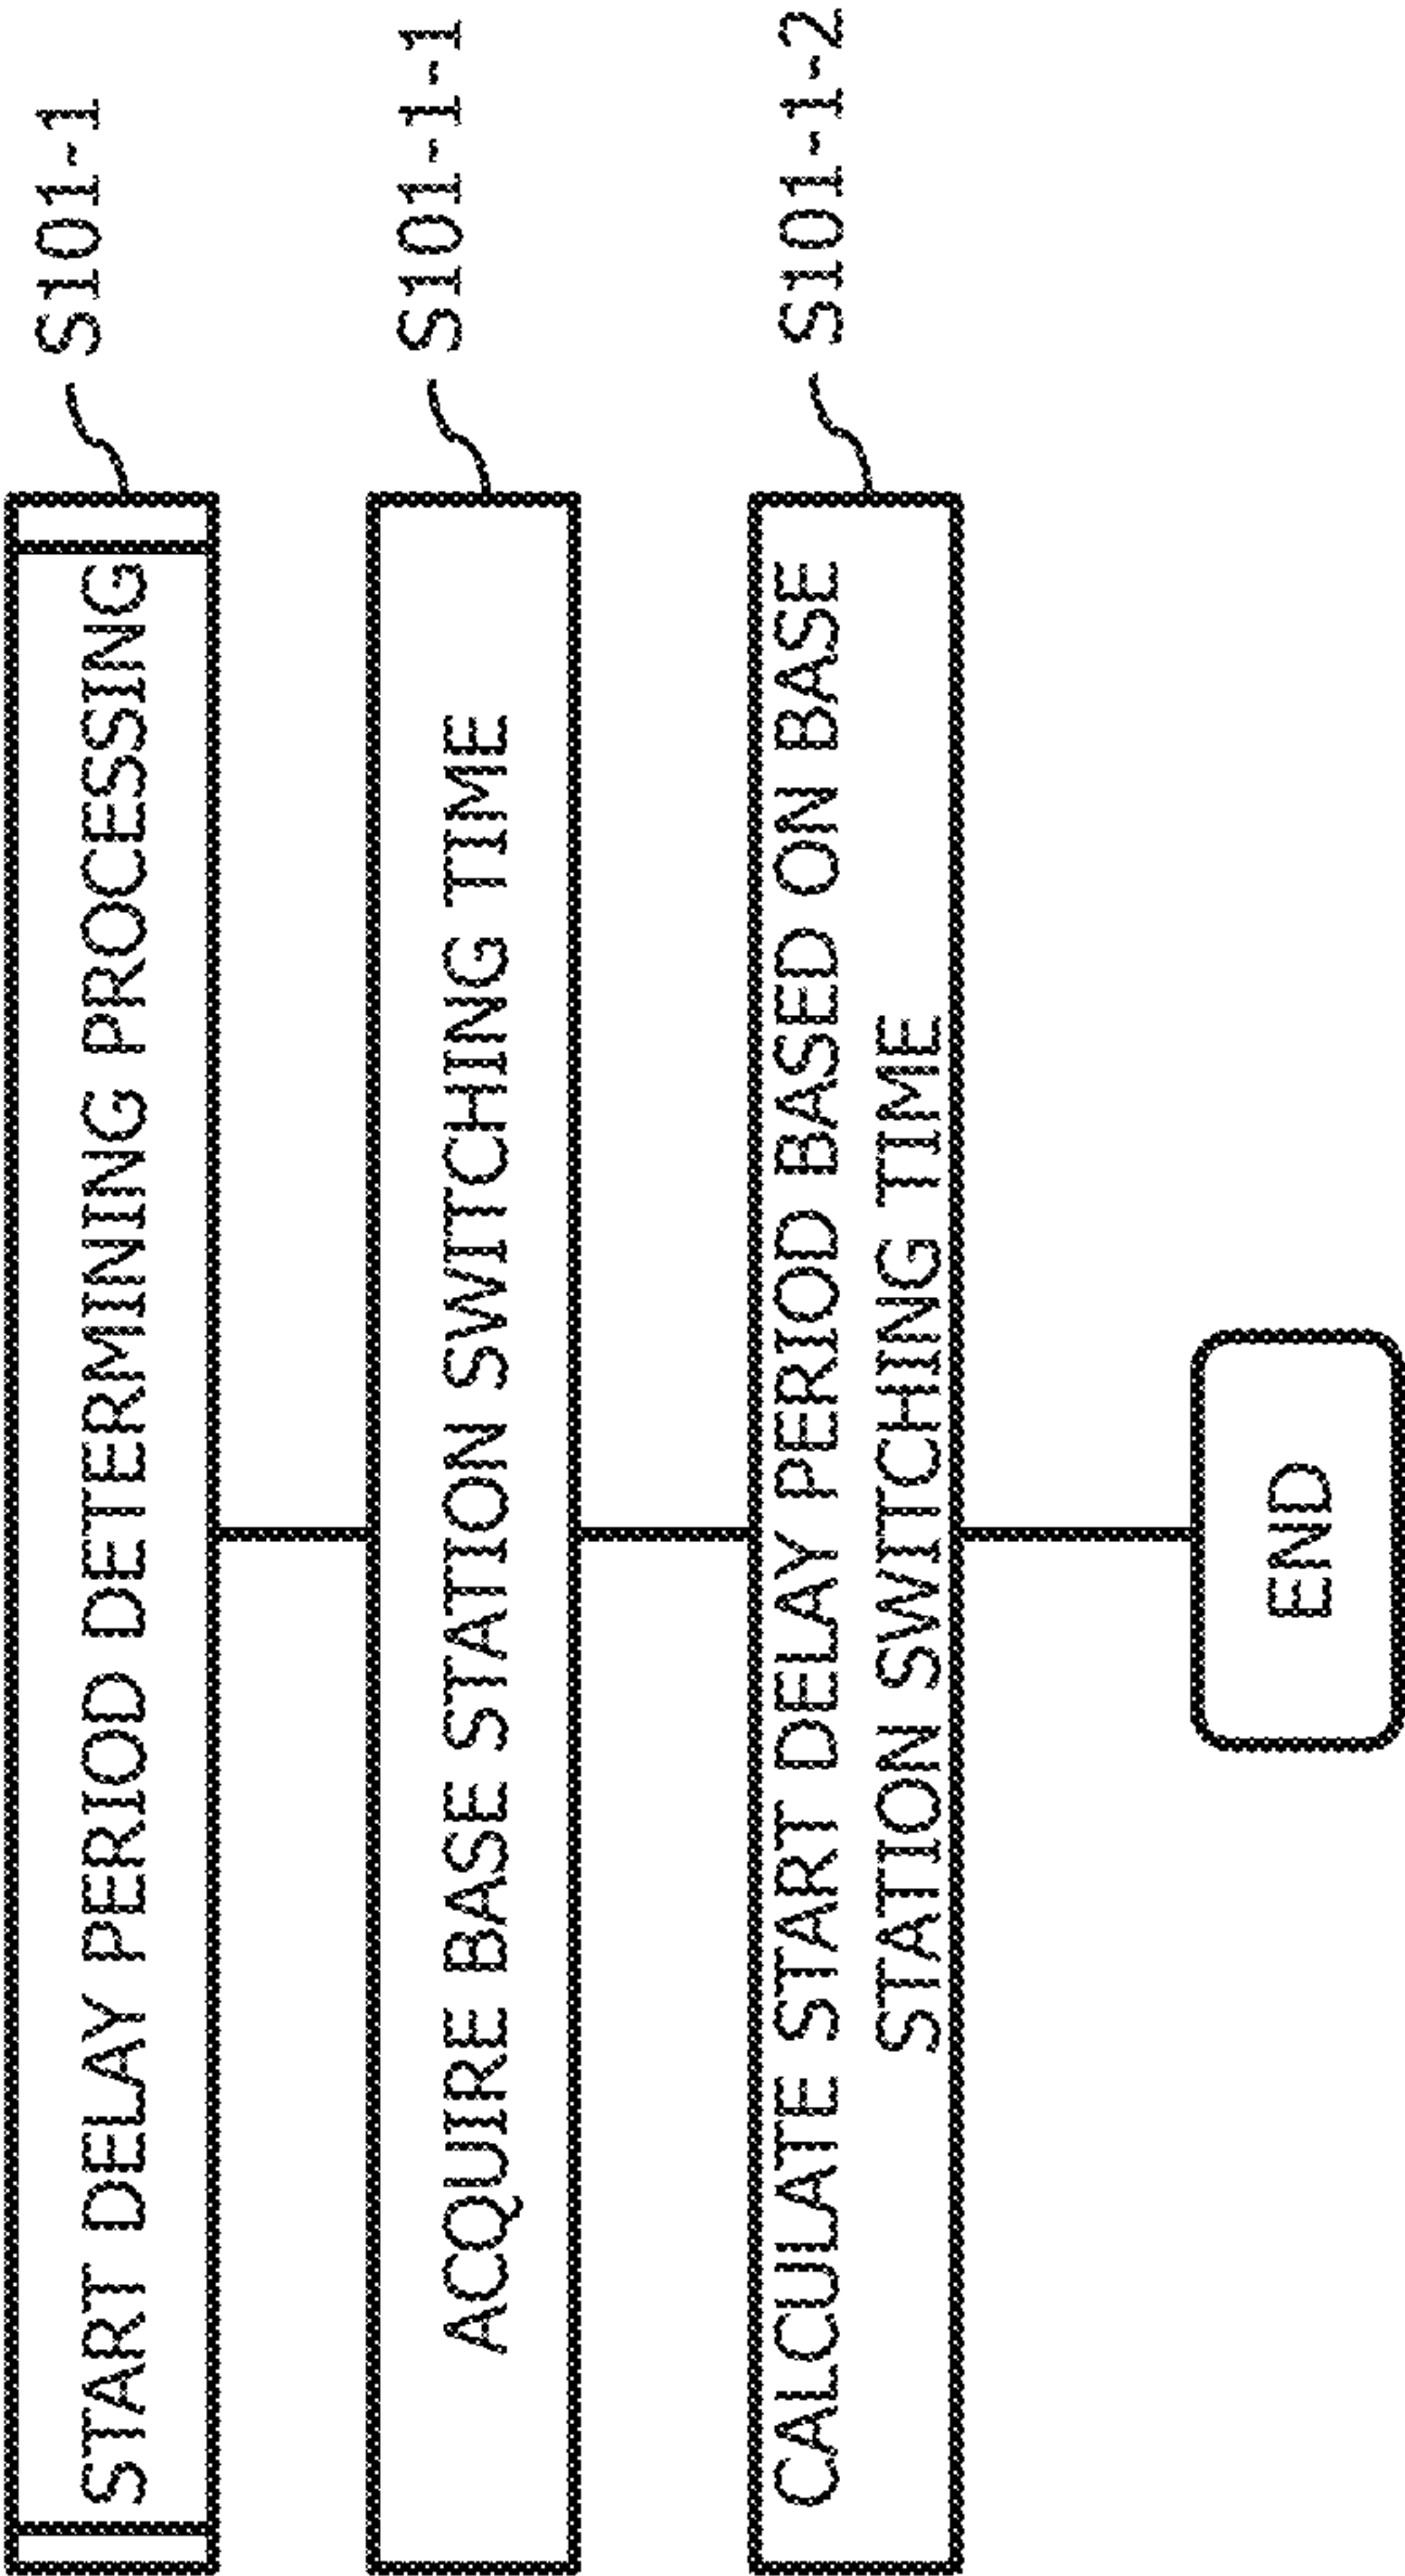 START DELAY PERIOD DETERMINING PROCESSING
S101-1
ACQUIRE BASE STATION SWITCHING TIME
S101-1-1
CALCULATE START DELAY PERIOD BASED ON BASE
STATION SWITCHING TIME
S101-1-2
END